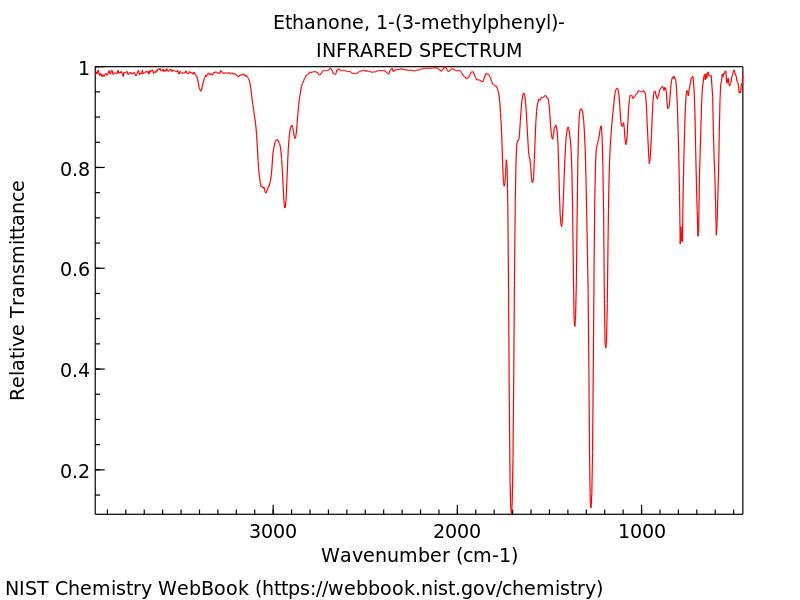 Ethanone, 1-(3-methylphenyl)-
INFRARED SPECTRUM
1
0.8
0.6
0.4
0.2
Relative Transmittance
3000 2000 1000
Wavenumber (cm-1)
NIST Chemistry WebBook (https://webbook.nist.gov/chemistry)